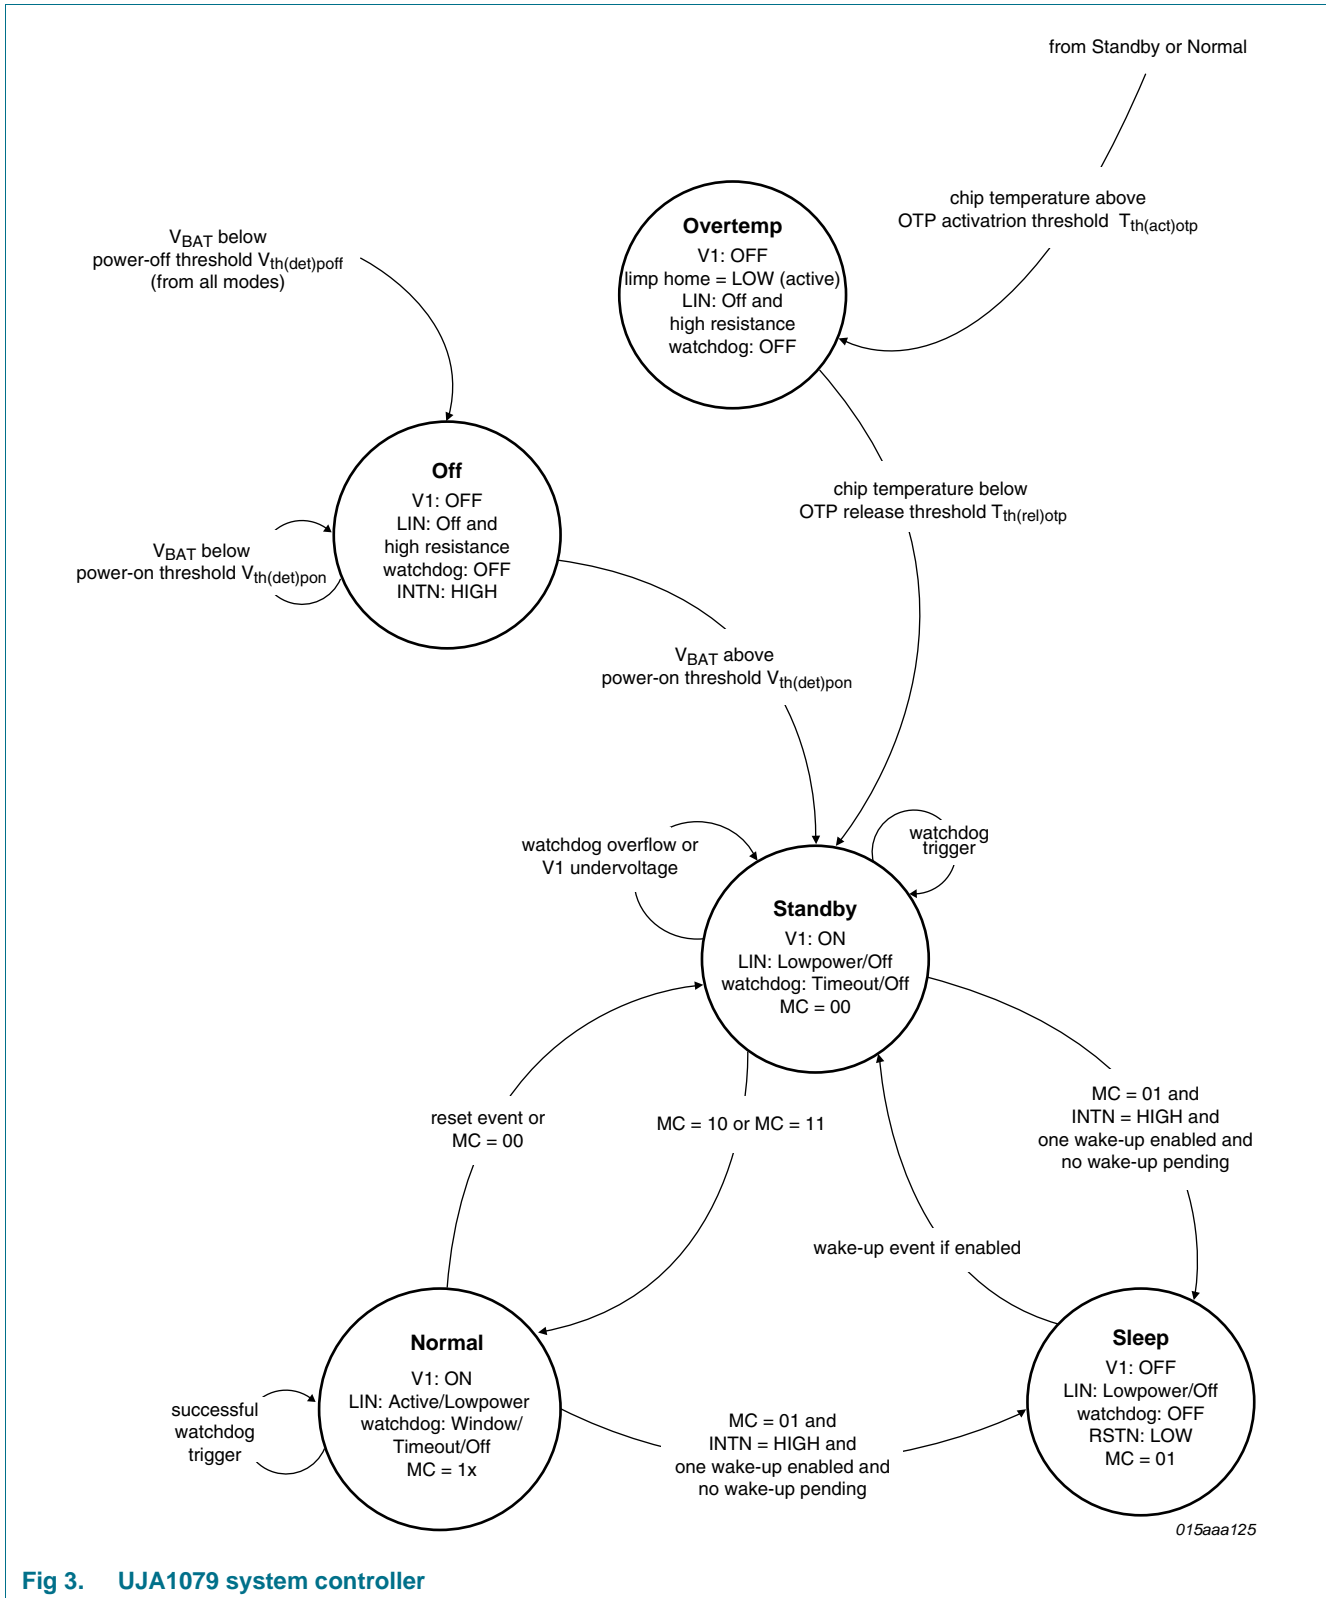 from Standby or Normal
chip temperature above
OTP activatrion threshold Tth(act)otp
Overtemp
V1: OFF
limp home = LOW (active)
LIN: Off and
high resistance
watchdog: OFF
VBAT below
power-off threshold Vth(det)poff
(from all modes)
Off
V1: OFF
LIN: Off and
high resistance
watchdog: OFF
INTN: HIGH
VBAT below
power-on threshold Vth(det)pon
chip temperature below
OTP release threshold Tth(rel)otp
VBAT above
power-on threshold Vth(det)pon
watchdog overflow or
V1 undervoltage
watchdog
trigger
Standby
V1: ON
LIN: Lowpower/Off
watchdog: Timeout/Off
MC = 00
reset event or
MC = 00
MC = 10 or MC = 11
MC = 01 and
INTN = HIGH and
one wake-up enabled and
no wake-up pending
wake-up event if enabled
Normal
V1: ON
LIN: Active/Lowpower
watchdog: Window/
Timeout/Off
MC = 1x
successful
watchdog
trigger
MC = 01 and
INTN = HIGH and
one wake-up enabled and
no wake-up pending
Sleep
V1: OFF
LIN: Lowpower/Off
watchdog: OFF
RSTN: LOW
MC = 01
015aaa125
Fig 3. UJA1079 system controller